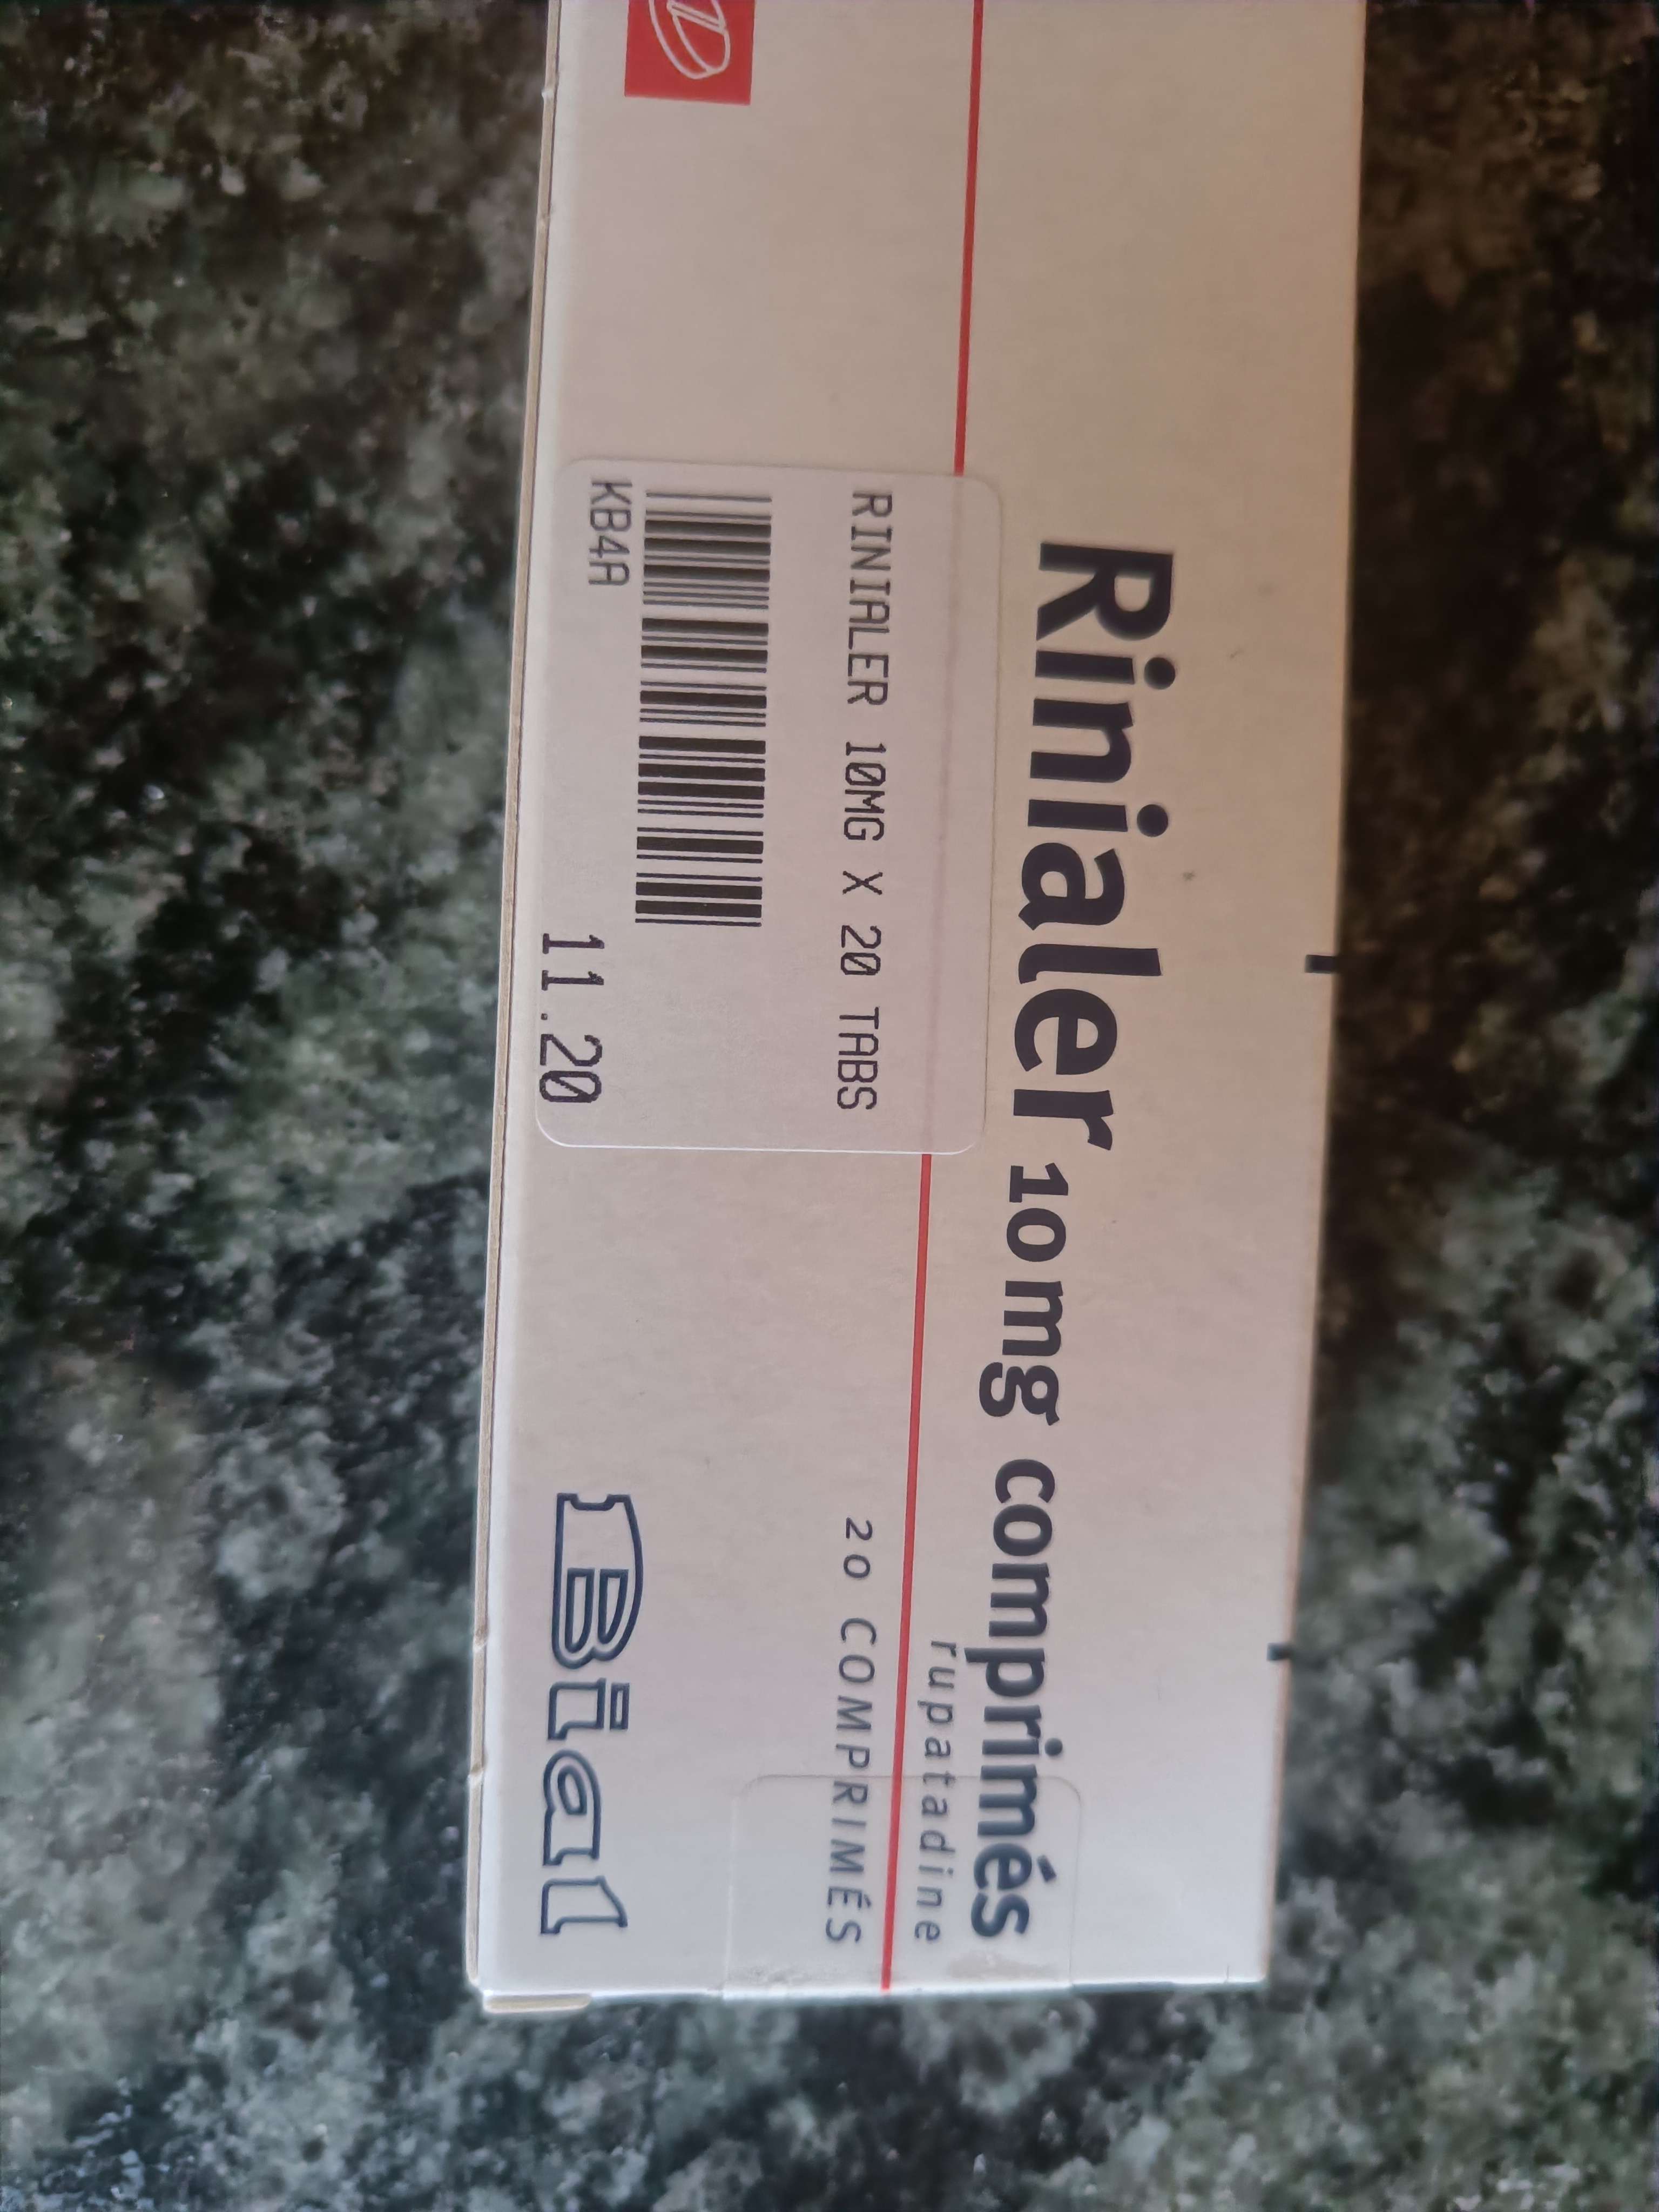 Rinialer 10 mg comprimés
rupatadine
20 COMPRIMÉS
RINIALER 10MG X 20 TABS
KB4A
11.20
Bial